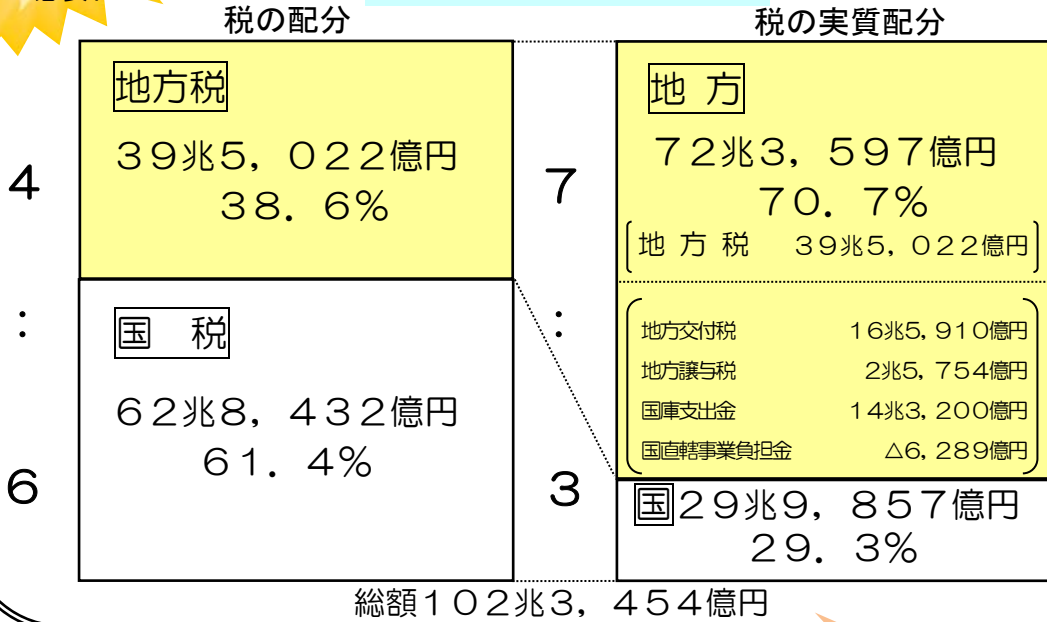 税の配分
税の実質配分
地方税
39兆5,022億円
38.6%
4
:
6
国 税
62兆8,432億円
61.4%
地 方
72兆3,597億円
70.7%
地 方 税 39兆5,022億円
地方交付税 16兆5,910億円
地方譲与税 2兆5,754億円
国庫支出金 14兆3,200億円
国直轄事業負担金 △6,289億円
7
:
3
国29兆9,857億円
29.3%
総額102兆3,454億円